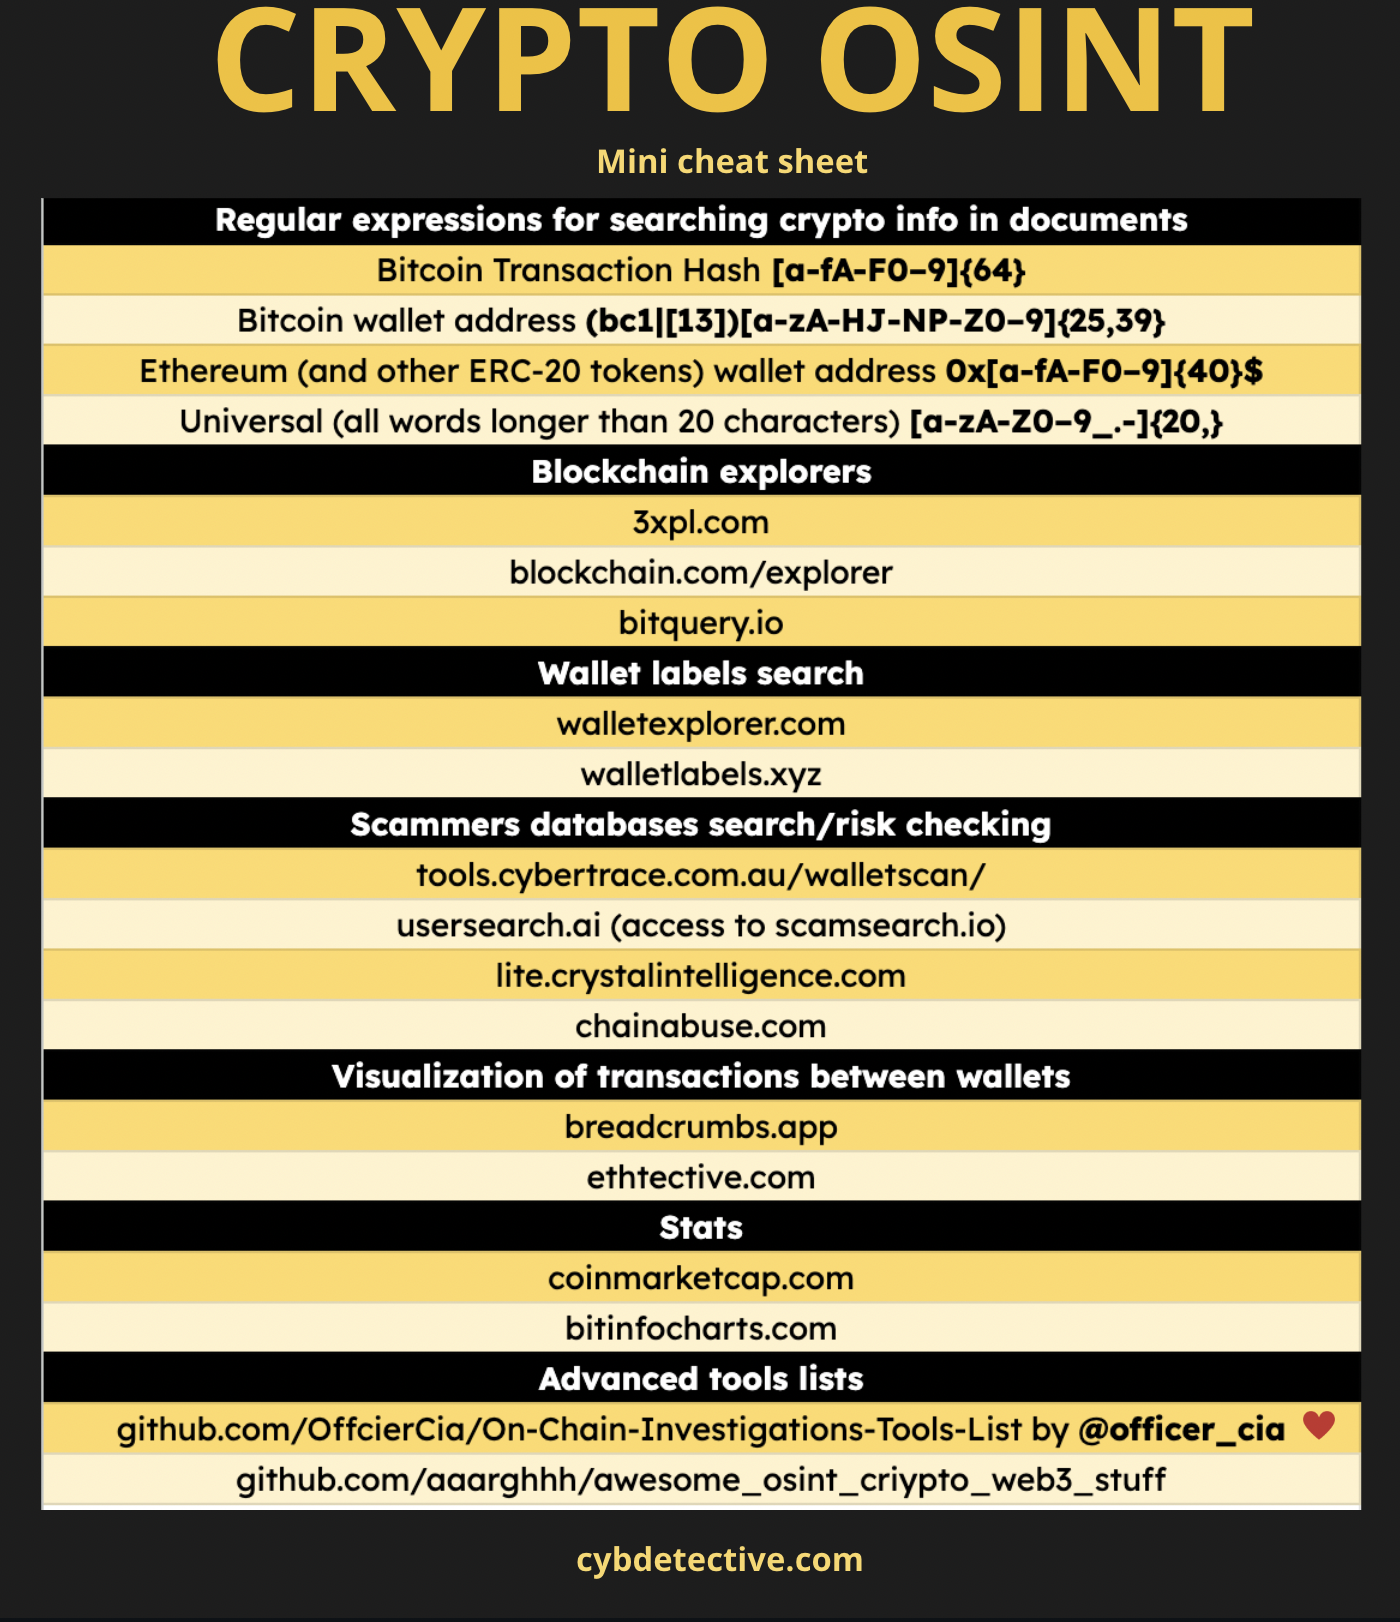 CRYPTO OSINT
Mini cheat sheet
Regular expressions for searching crypto info in documents
Bitcoin Transaction Hash [a-fA-F0–9]{64}
Bitcoin wallet address (bc1|[13])[a-zA-HJ-NP-Z0–9]{25,39}
Ethereum (and other ERC-20 tokens) wallet address 0x[a-fA-F0–9]{40}$
Universal (all words longer than 20 characters) [a-zA-Z0–9_.-]{20,}
Blockchain explorers
3xpl.com
blockchain.com/explorer
bitquery.io
Wallet labels search
walletexplorer.com
walletlabels.xyz
Scammers databases search/risk checking
tools.cybertrace.com.au/walletscan/
usersearch.ai (access to scamsearch.io)
lite.crystalintelligence.com
chainabuse.com
Visualization of transactions between wallets
breadcrumbs.app
ethtective.com
Stats
coinmarketcap.com
bitinfocharts.com
Advanced tools lists
github.com/OffcierCia/On-Chain-Investigations-Tools-List by @officer_cia ❤
github.com/aaarghhh/awesome_osint_criypto_web3_stuff
cybdetective.com